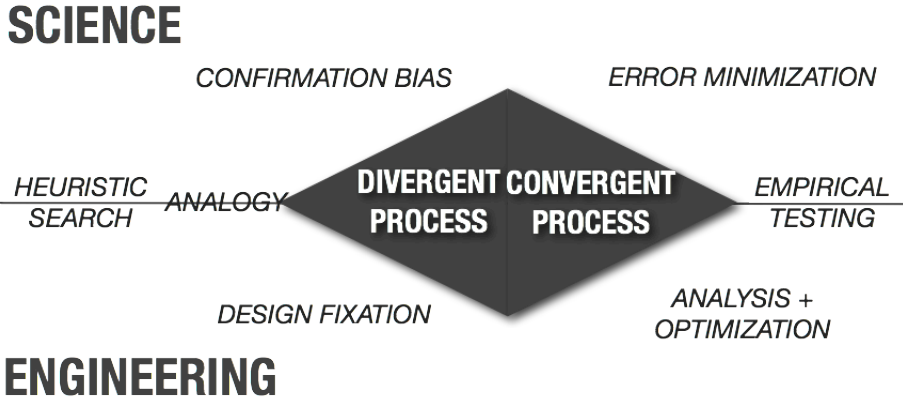 SCIENCE
CONFIRMATION BIAS
ERROR MINIMIZATION
HEURISTIC
SEARCH
ANALOGY
DIVERGENT
PROCESS
CONVERGENT
PROCESS
EMPIRICAL
TESTING
DESIGN FIXATION
ANALYSIS +
OPTIMIZATION
ENGINEERING